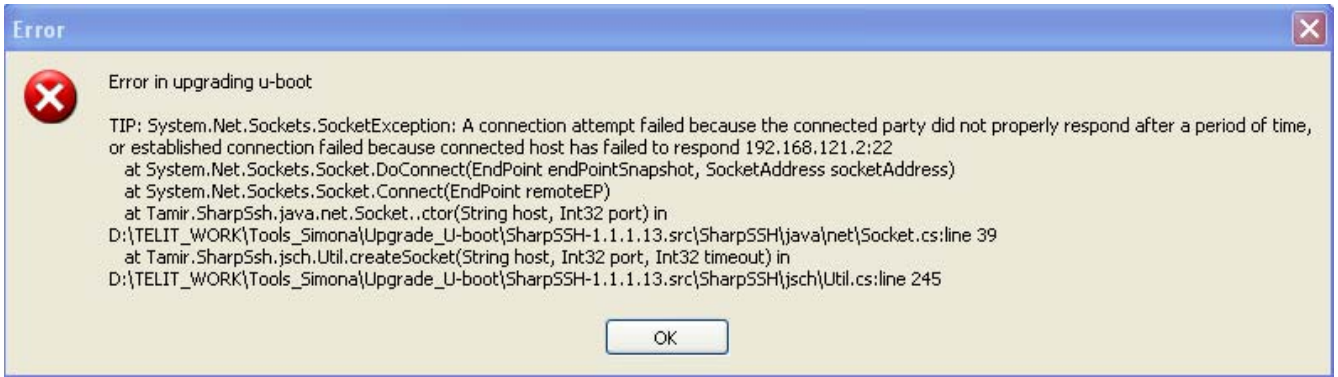 Error
Error in upgrading u-boot
TIP: System.Net.Sockets.SocketException: A connection attempt failed because the connected party did not properly respond after a period of time,
or established connection failed because connected host has failed to respond 192.168.121.2:22
at System.Net.Sockets.Socket.DoConnect(EndPoint endPointSnapshot, SocketAddress socketAddress)
at System.Net.Sockets.Socket.Connect(EndPoint remoteEP)
at Tamir.SharpSsh.java.net.Socket..ctor(String host, Int32 port) in
D:\TELIT_WORK\Tools_Simona\Upgrade_U-boot\SharpSSH-1.1.1.13.src\SharpSSH\java\net\Socket.cs:line 39
at Tamir.SharpSsh.jsch.Util.createSocket(String host, Int32 port, Int32 timeout) in
D:\TELIT_WORK\Tools_Simona\Upgrade_U-boot\SharpSSH-1.1.1.13.src\SharpSSH\jsch\Util.cs:line 245
OK